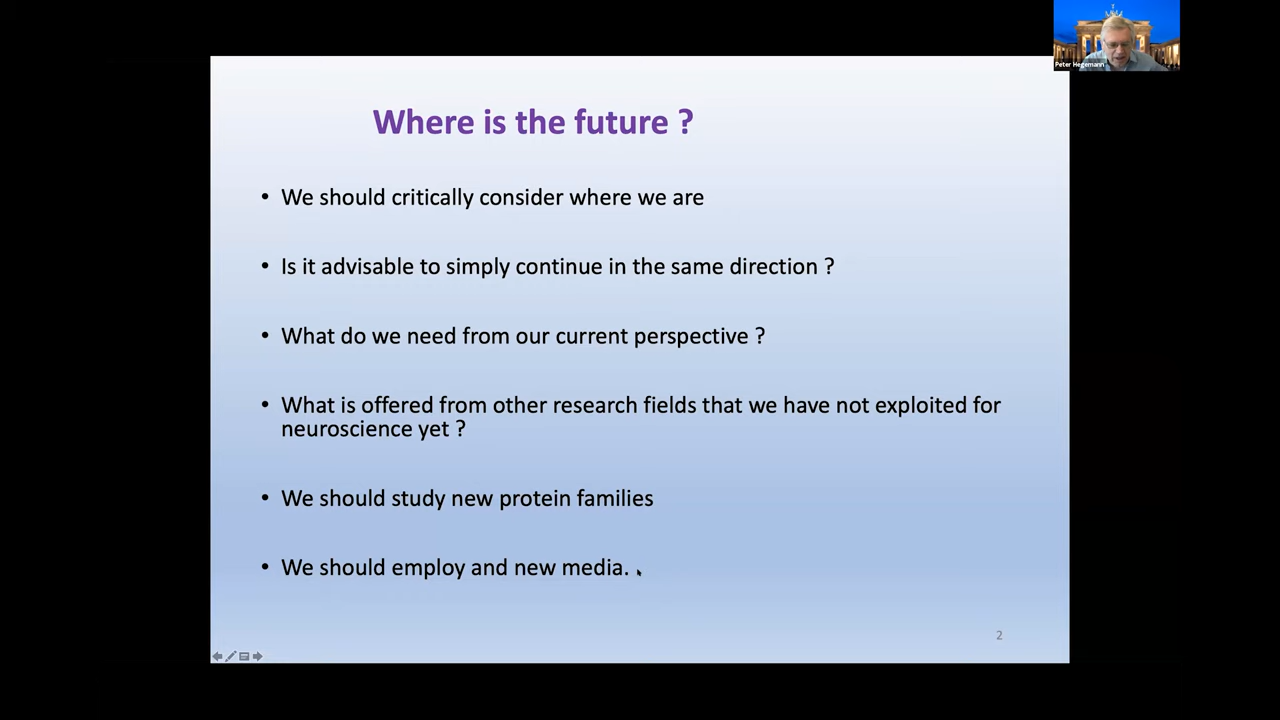 Peter Hegemann
Where is the future ?
• We should critically consider where we are
• Is it advisable to simply continue in the same direction ?
• What do we need from our current perspective ?
• What is offered from other research fields that we have not exploited for
neuroscience yet ?
• We should study new protein families
• We should employ and new media.
2